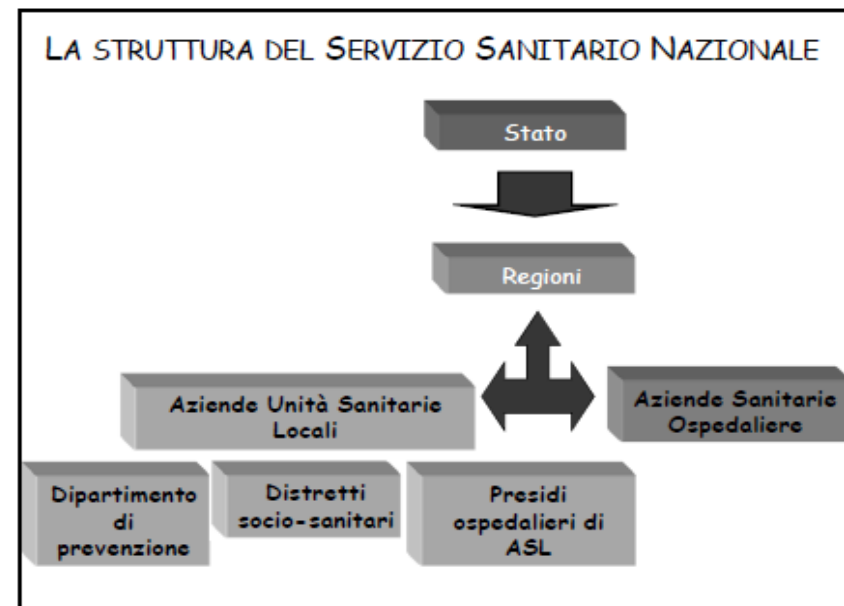 LA STRUTTURA DEL SERVIZIO SANITARIO NAZIONALE
Stato
Regioni
Aziende Unità Sanitarie
Locali
Aziende Sanitarie
Ospedaliere
Dipartimento
di
prevenzione
Distretti
socio-sanitari
Presidi
ospedalieri di
ASL